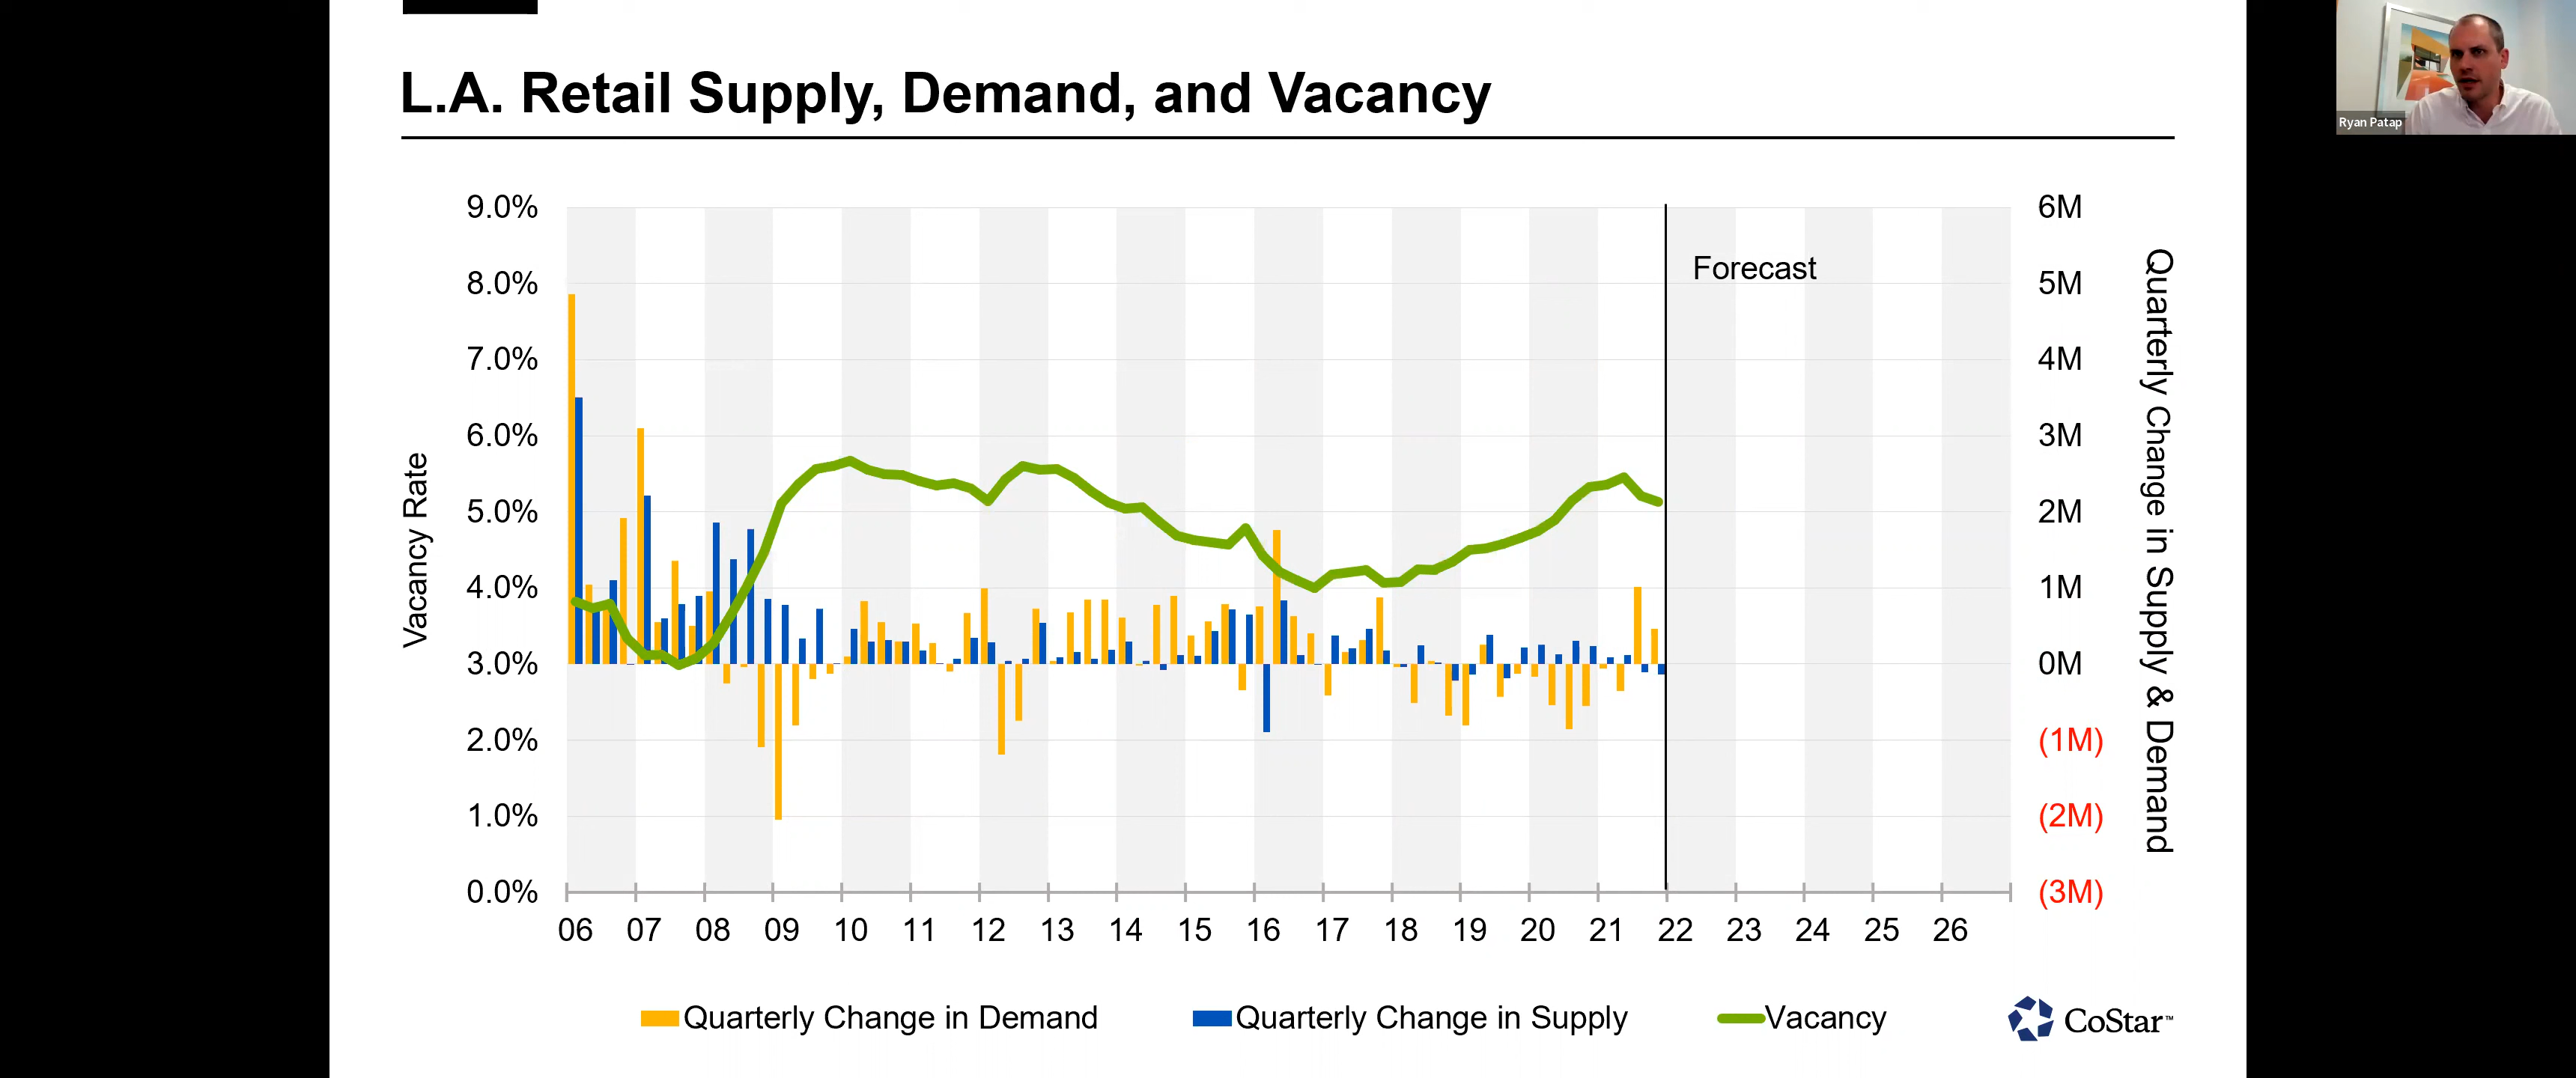 L.A. Retail Supply, Demand, and Vacancy
Ryan Patap
Vacancy Rate
9.0%
8.0%
7.0%
6.0%
5.0%
4.0%
3.0%
2.0%
1.0%
0.0%
Forecast
6M
5M
4M
3M
2M
1M
0M
(1M)
(2M)
(3M)
Quarterly Change in Supply & Demand
06 07 08 09 10 11 12 13 14 15 16 17 18 19 20 21 22 23 24 25 26
Quarterly Change in Demand Quarterly Change in Supply Vacancy
CoStar™